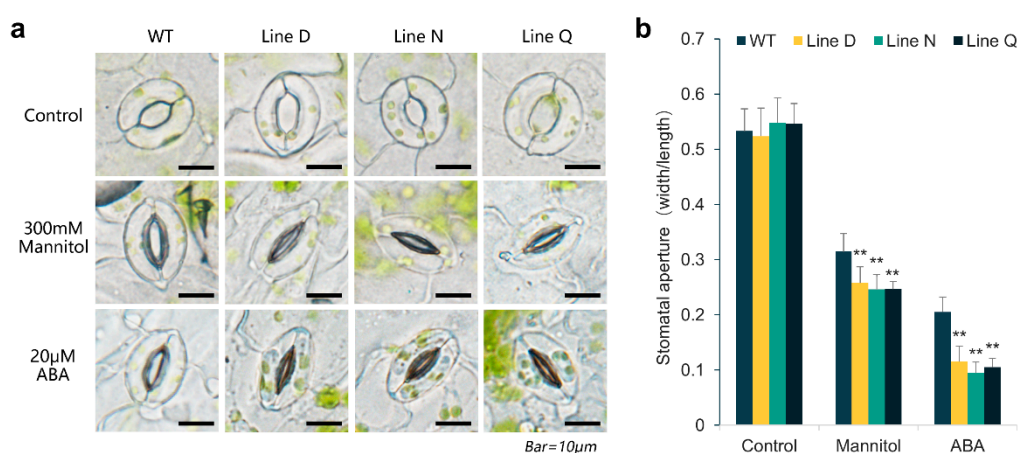 a
WT
Line D
Line N
Line Q
Control
300mM
Mannitol
20μM
ABA
Bar=10μm
b
WT
Line D
Line N
Line Q
Stomatal aperture（width/length）
0.7
0.6
0.5
0.4
0.3
0.2
0.1
0
**
**
**
**
**
**
Control
Mannitol
ABA